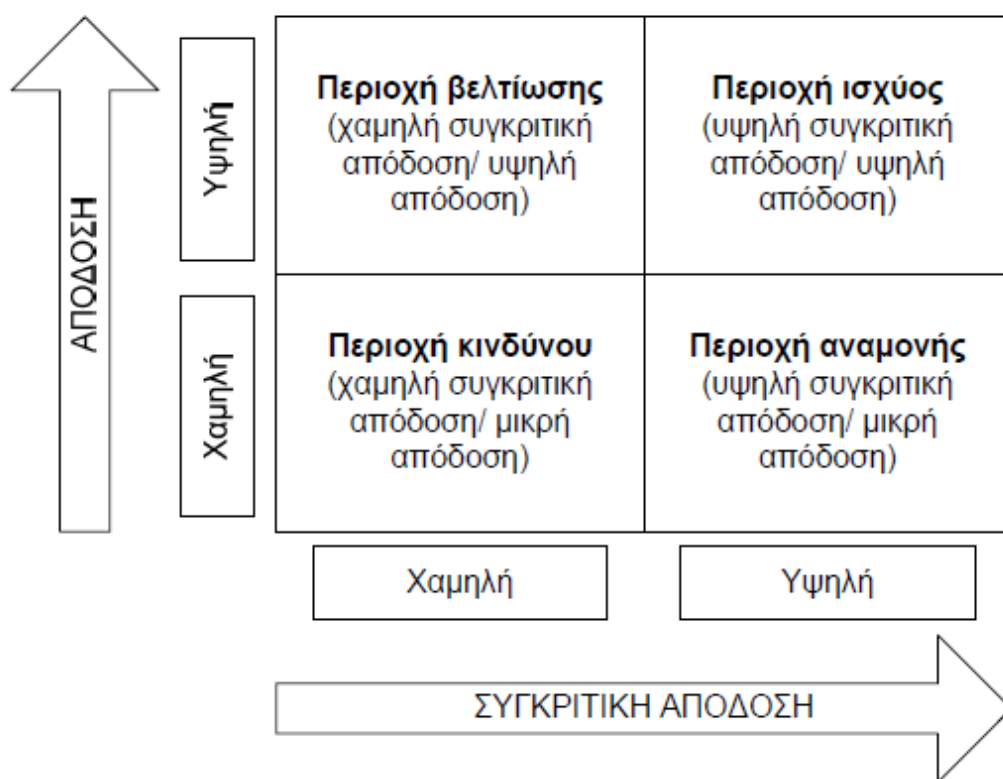 ΑΠΟΔΩΣΗ
Υψηλή
Περιοχή βελτίωσης
(χαμηλή συγκριτική
απόδοση/ υψηλή
απόδοση)
Περιοχή ισχύος
(υψηλή συγκριτική
απόδοση/ υψηλή
απόδοση)
Χαμηλή
Περιοχή κινδύνου
(χαμηλή συγκριτική
απόδοση/ μικρή
απόδοση)
Περιοχή αναμονής
(υψηλή συγκριτική
απόδοση/ μικρή
απόδοση)
Χαμηλή
Υψηλή
ΣΥΓΚΡΙΤΙΚΗ ΑΠΟΔΟΣΗ